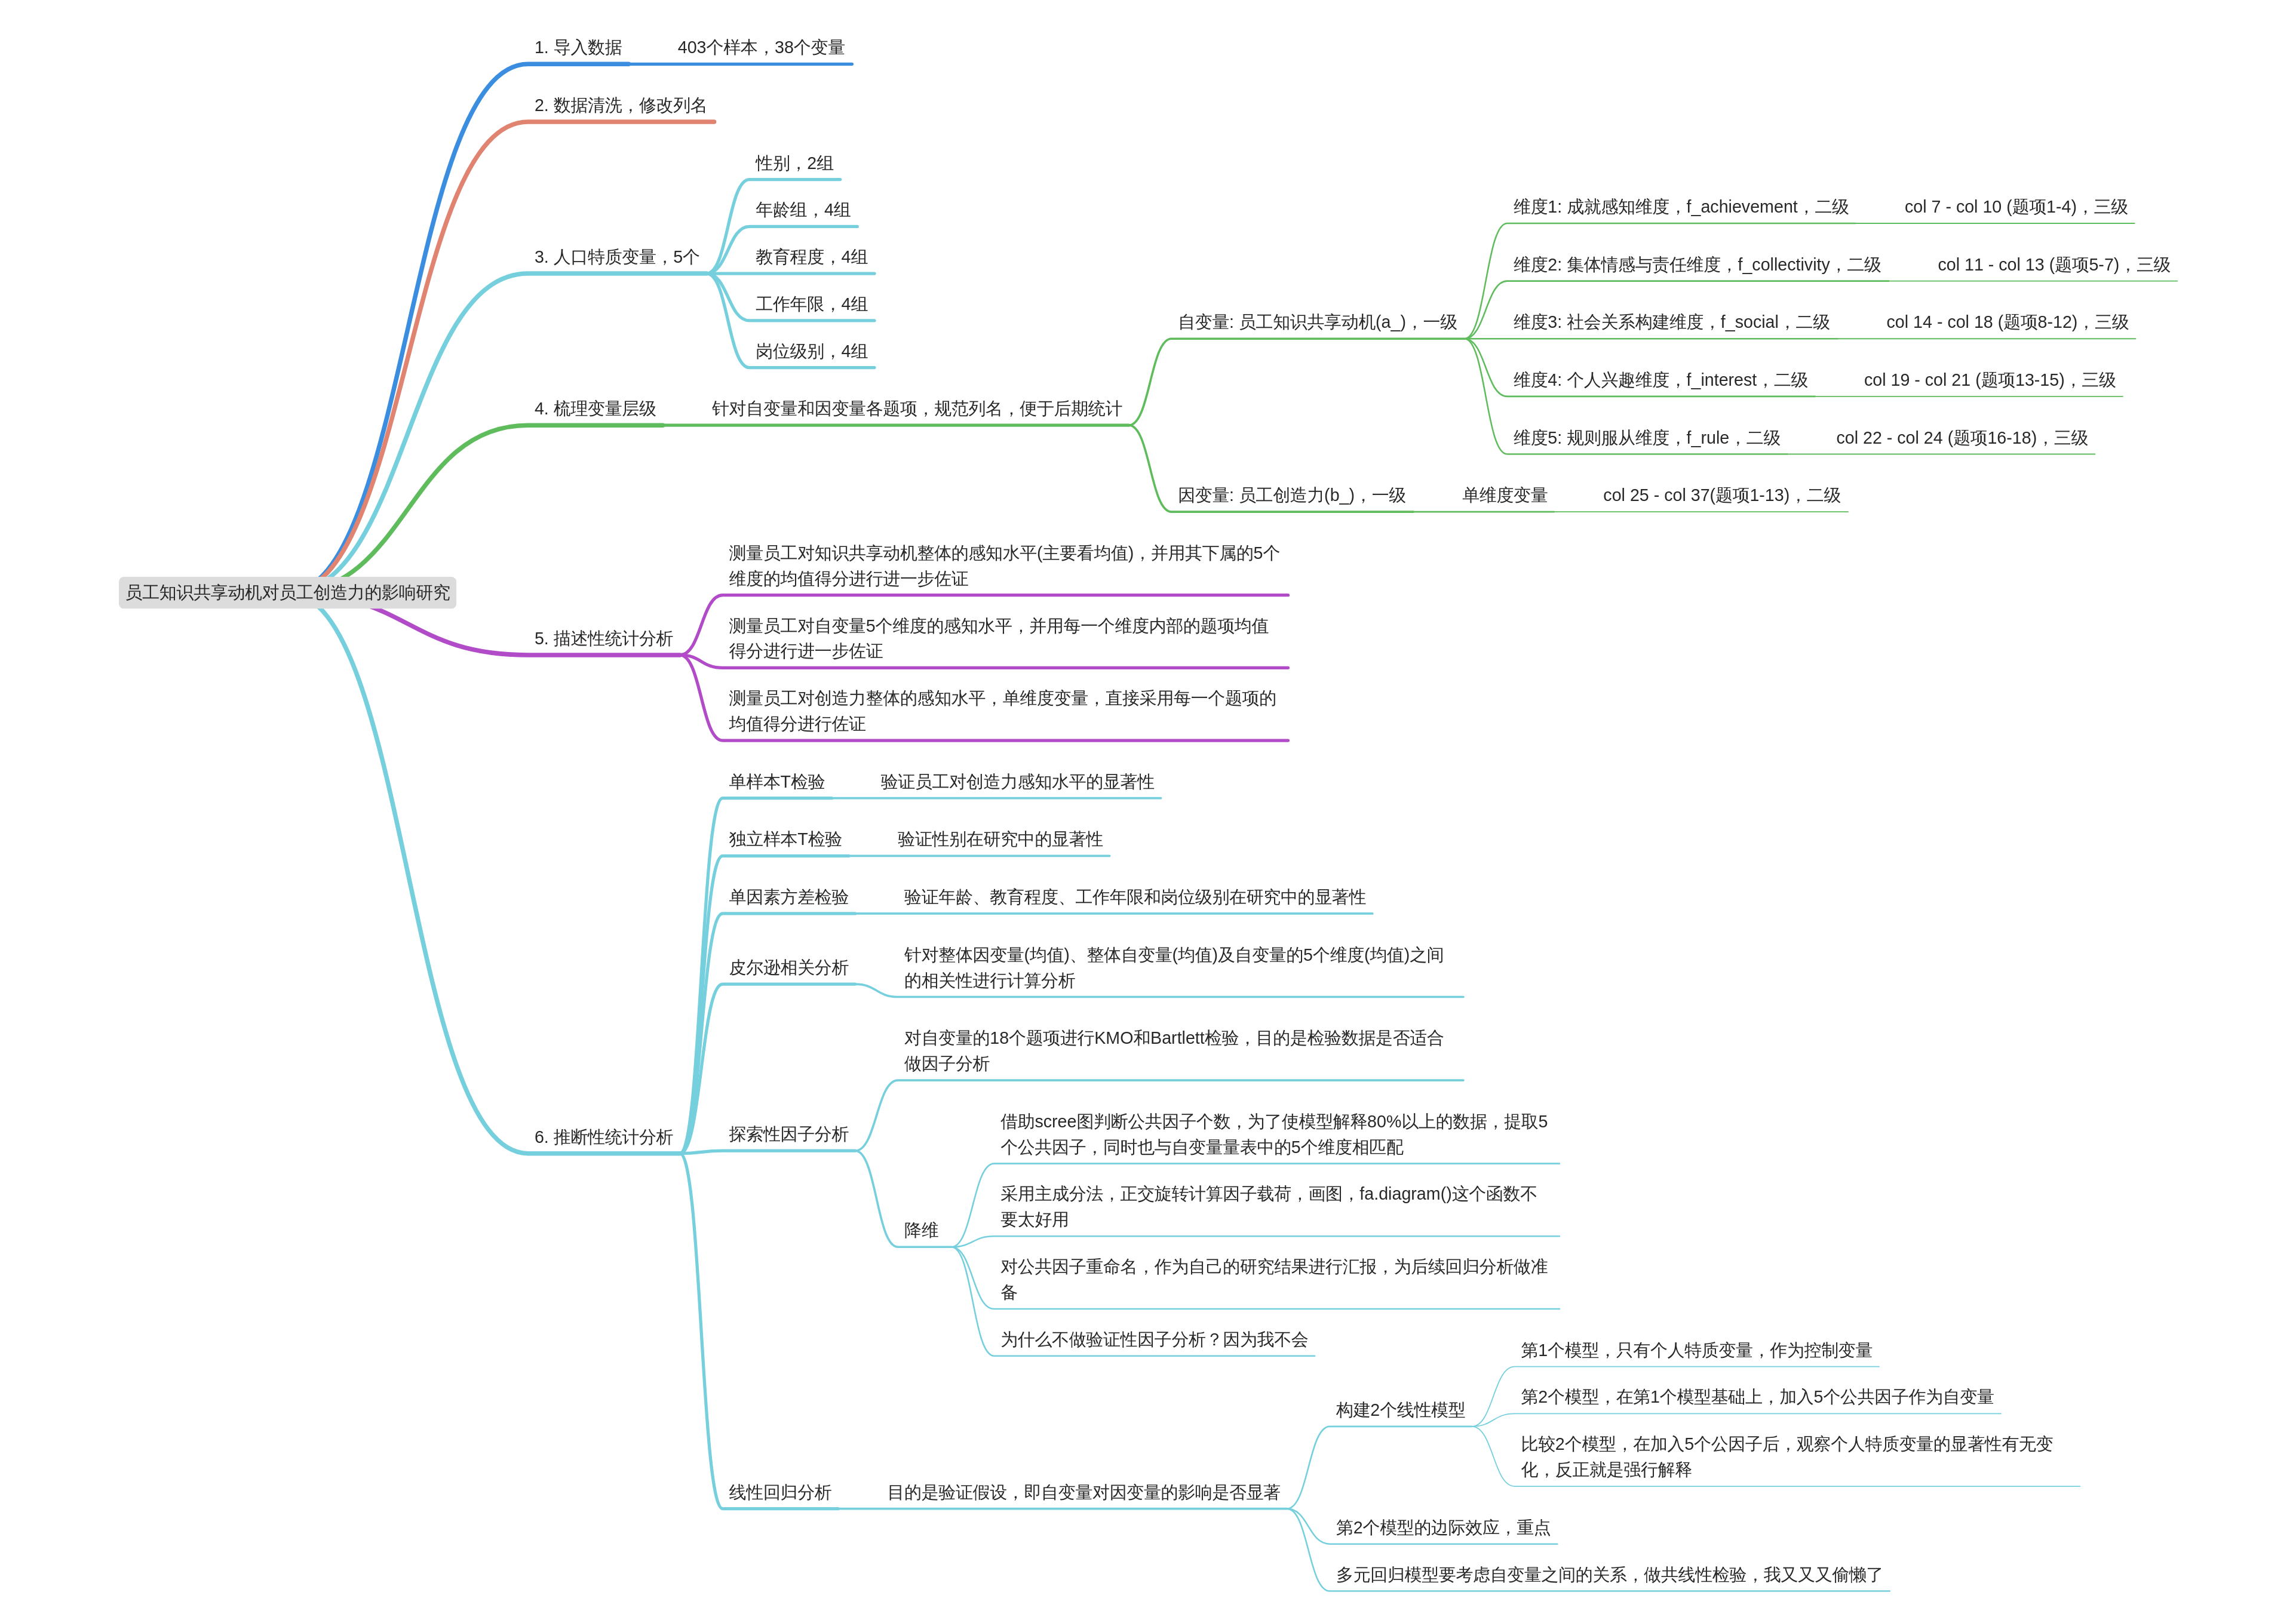 员工知识共享动机对员工创造力的影响研究
1. 导入数据
403个样本，38个变量
2. 数据清洗，修改列名
3. 人口特质变量，5个
性别，2组
年龄组，4组
教育程度，4组
工作年限，4组
岗位级别，4组
4. 梳理变量层级
针对自变量和因变量各题项，规范列名，便于后期统计
自变量: 员工知识共享动机(a_)，一级
维度1: 成就感知维度，f_achievement，二级
col 7 - col 10 (题项1-4)，三级
维度2: 集体情感与责任维度，f_collectivity，二级
col 11 - col 13 (题项5-7)，三级
维度3: 社会关系构建维度，f_social，二级
col 14 - col 18 (题项8-12)，三级
维度4: 个人兴趣维度，f_interest，二级
col 19 - col 21 (题项13-15)，三级
维度5: 规则服从维度，f_rule，二级
col 22 - col 24 (题项16-18)，三级
因变量: 员工创造力(b_)，一级
单维度变量
col 25 - col 37(题项1-13)，二级
5. 描述性统计分析
测量员工对知识共享动机整体的感知水平(主要看均值)，并用其下属的5个
维度的均值得分进行进一步佐证
测量员工对自变量5个维度的感知水平，并用每一个维度内部的题项均值
得分进行进一步佐证
测量员工对创造力整体的感知水平，单维度变量，直接采用每一个题项的
均值得分进行佐证
6. 推断性统计分析
单样本T检验
验证员工对创造力感知水平的显著性
独立样本T检验
验证性别在研究中的显著性
单因素方差检验
验证年龄、教育程度、工作年限和岗位级别在研究中的显著性
皮尔逊相关分析
针对整体因变量(均值)、整体自变量(均值)及自变量的5个维度(均值)之间
的相关性进行计算分析
探索性因子分析
对自变量的18个题项进行KMO和Bartlett检验，目的是检验数据是否适合
做因子分析
降维
借助scree图判断公共因子个数，为了使模型解释80%以上的数据，提取5
个公共因子，同时也与自变量量表中的5个维度相匹配
采用主成分法，正交旋转计算因子载荷，画图，fa.diagram()这个函数不
要太好用
对公共因子重命名，作为自己的研究结果进行汇报，为后续回归分析做准
备
为什么不做验证性因子分析？因为我不会
线性回归分析
目的是验证假设，即自变量对因变量的影响是否显著
构建2个线性模型
第1个模型，只有个人特质变量，作为控制变量
第2个模型，在第1个模型基础上，加入5个公共因子作为自变量
比较2个模型，在加入5个公因子后，观察个人特质变量的显著性有无变
化，反正就是强行解释
第2个模型的边际效应，重点
多元回归模型要考虑自变量之间的关系，做共线性检验，我又又又偷懒了